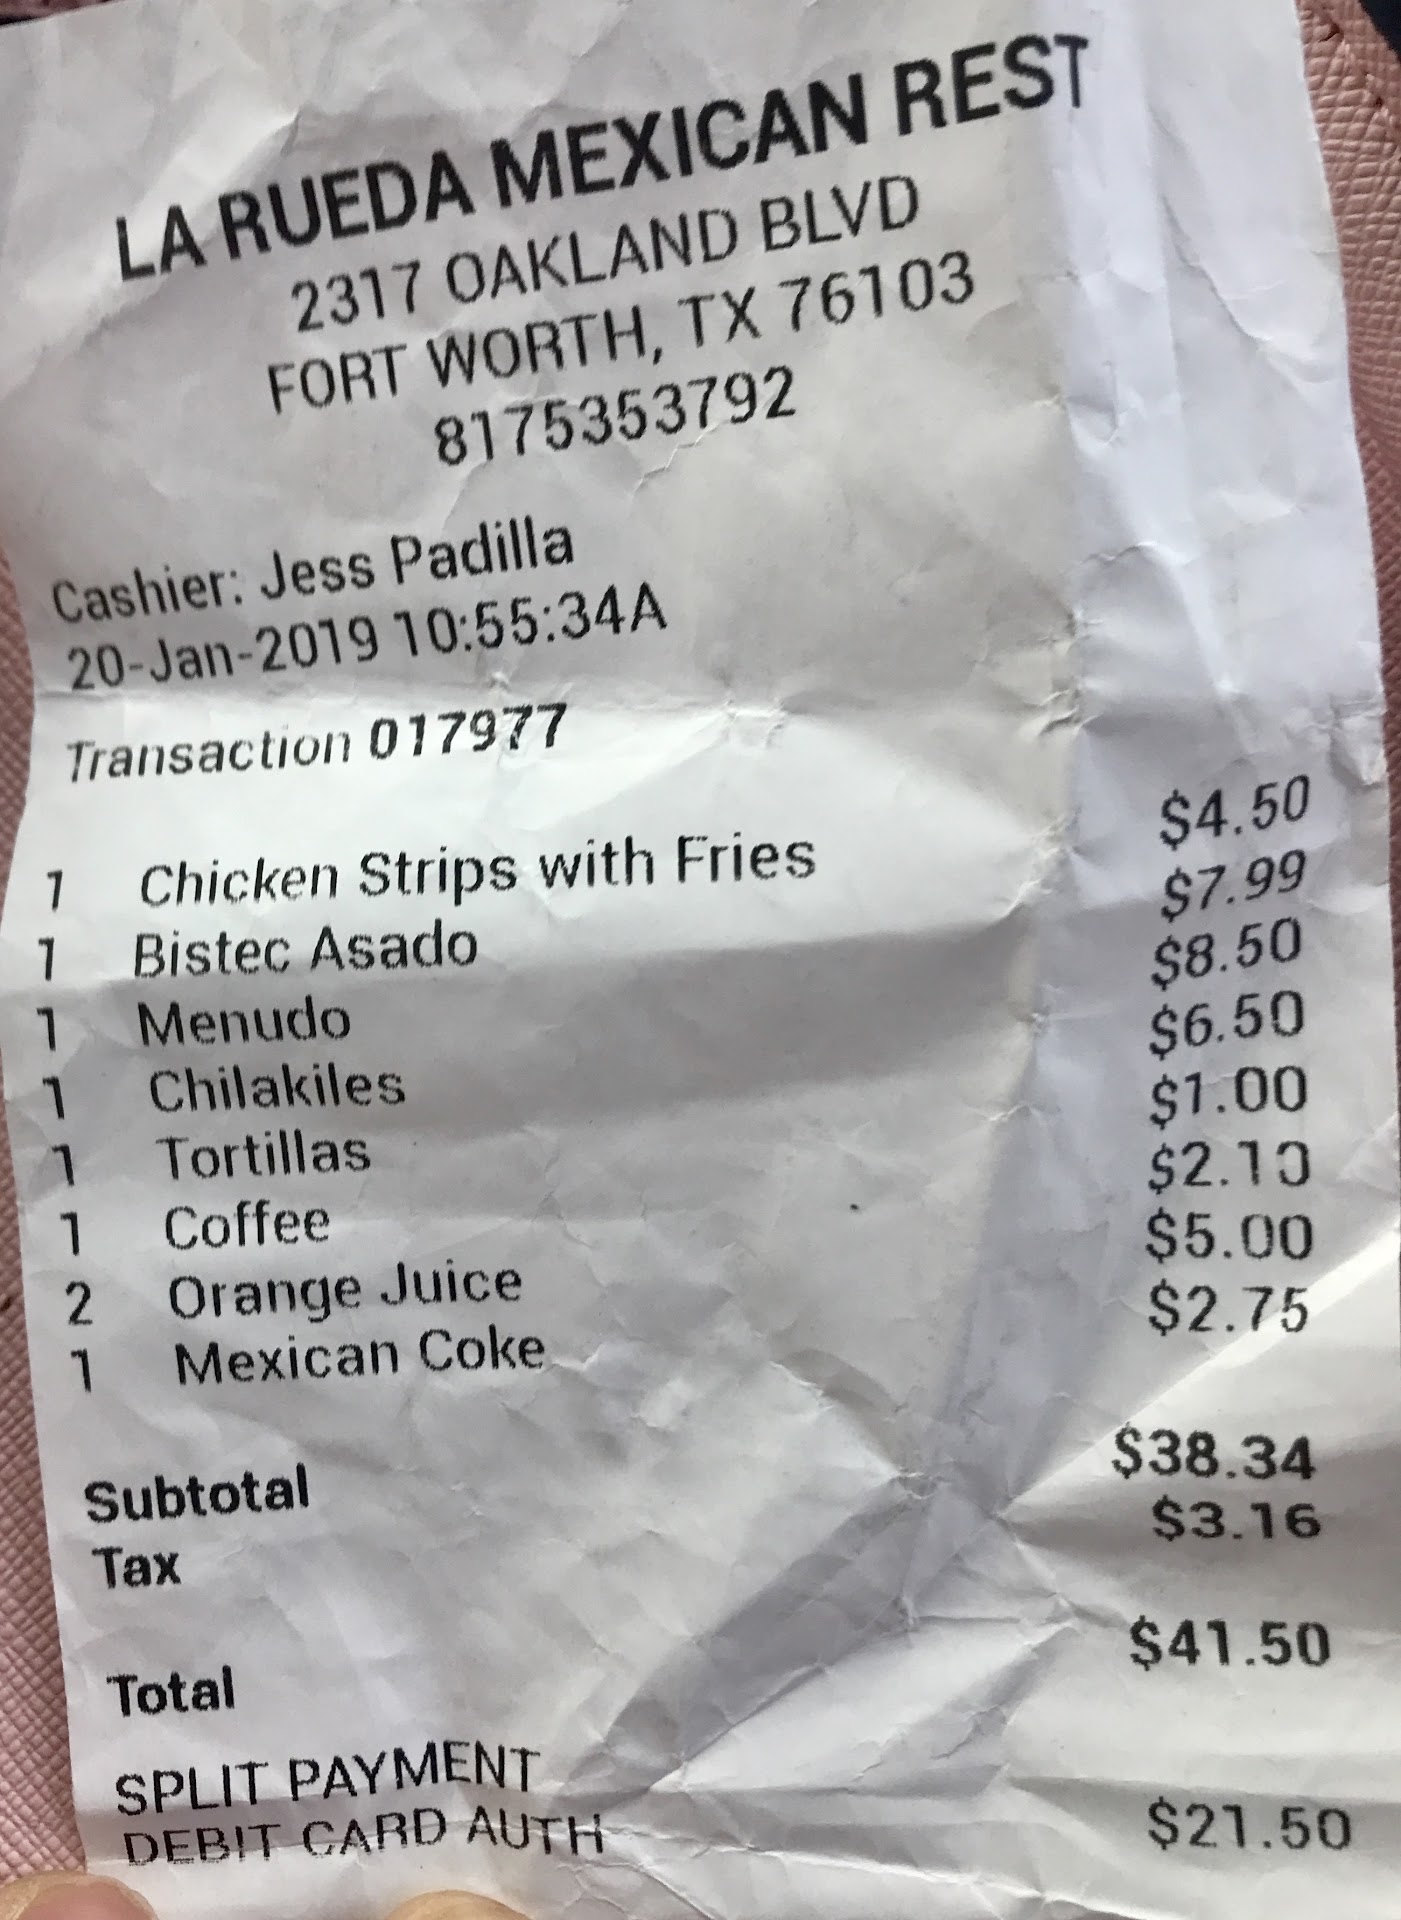 LA RUEDA MEXICAN REST
2317 OAKLAND BLVD
FORT WORTH, TX 76103
8175353792
Cashier: Jess Padilla
20-Jan-2019 10:55:34A
Transaction 017977
1 Chicken Strips with Fries $4.50
1 Bistec Asado $7.99
1 Menudo $8.50
1 Chilakiles $6.50
1 Tortillas $1.00
1 Coffee $2.10
2 Orange Juice $5.00
1 Mexican Coke $2.75
Subtotal $38.34
Tax $3.16
Total $41.50
SPLIT PAYMENT
DEBIT CARD AUTH $21.50